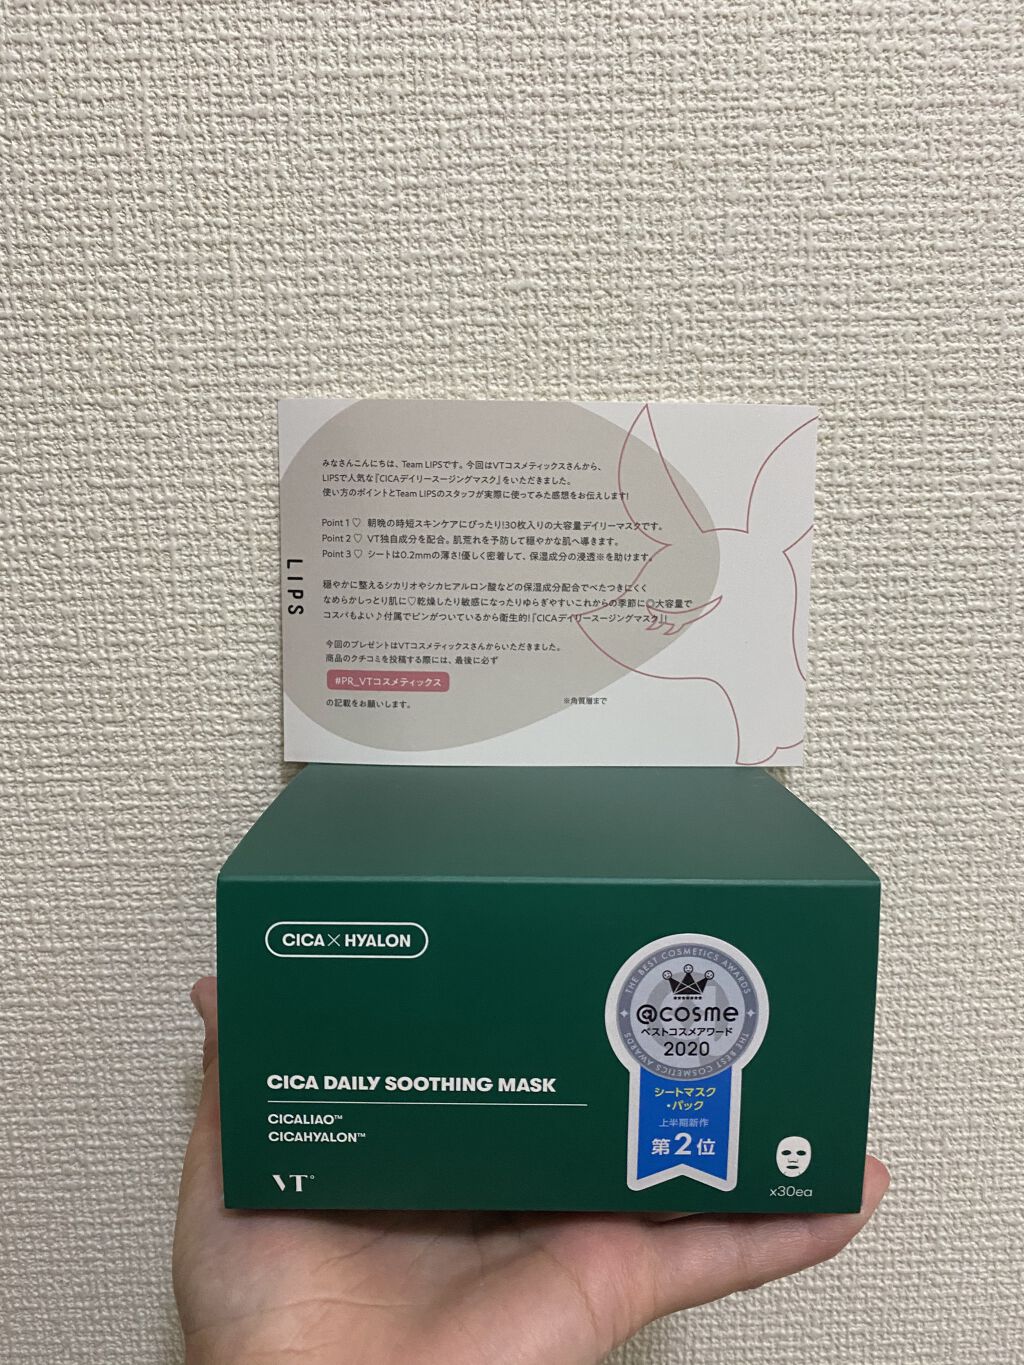 みなさんこんにちは、Team LIPSです。今回はVTコスメティックスさんから、
LIPSで人気な『CICAデイリースージングマスク』をいただきました。
使い方のポイントとTeam LIPSのスタッフが実際に使ってみた感想をお伝えします!
Point 1 ♡ 朝晩の時短スキンケアにぴったり!30枚入りの大容量デイリーマスクです。
Point 2 ♡ VT独自成分を配合。肌荒れを予防して穏やかな肌へ導きます。
Point 3 ♡ シートは0.2mmの薄さ!優しく密着して、保湿成分の浸透※を助けます。
穏やかに整えるシカリオやシカヒアルロン酸などの保湿成分配合でべたつきにくく
なめらかしっとり肌に♡乾燥したり敏感になったりゆらぎやすいこれからの季節に◎大容量で
コスパもよい♪付属でピンがついているから衛生的!『CICAデイリースージングマスク』!
LIPS
今回のプレゼントはVTコスメティックスさんからいただきました。
商品のクチコミを投稿する際には、最後に必ず
#PR_VTコスメティックス
の記載をお願いします。
※角質層まで
CICA×HYALON
CICA DAILY SOOTHING MASK
CICALIAO™
CICAHYALON™
VT
THE BEST COSMETICS AWARDS
@cosme
ベストコスメアワード
2020
THE BEST COSMETICS AWARDS
シートマスク
・パック
上半期新作
第2位
x30ea